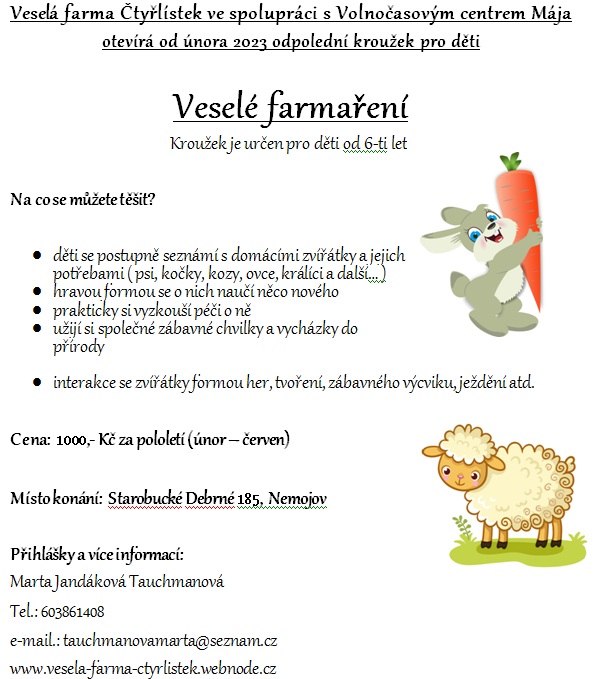 Veselá farma Čtyřlístek ve spolupráci s Volnočasovým centrem Mája
otevírá od února 2023 odpolední kroužek pro děti
Veselé farmaření
Kroužek je určen pro děti od 6-ti let
Na co se můžete těšit?
● děti se postupně seznámí s domácími zvířátky a jejich
potřebami ( psi, kočky, kozy, ovce, králíci a další... )
● hravou formou se o nich naučí něco nového
● prakticky si vyzkouší péči o ně
● užijí si společné zábavné chvilky a vycházky do
přírody
● interakce se zvířátky formou her, tvoření, zábavného výcviku, ježdění atd.
Cena: 1000,- Kč za pololetí (únor – červen)
Místo konání: Starobucké Debrné 185, Nemojov
Přihlášky a více informací:
Marta Jandáková Tauchmanová
Tel.: 603861408
e-mail.: tauchmanovamarta@seznam.cz
www.vesela-farma-ctyrlistek.webnode.cz